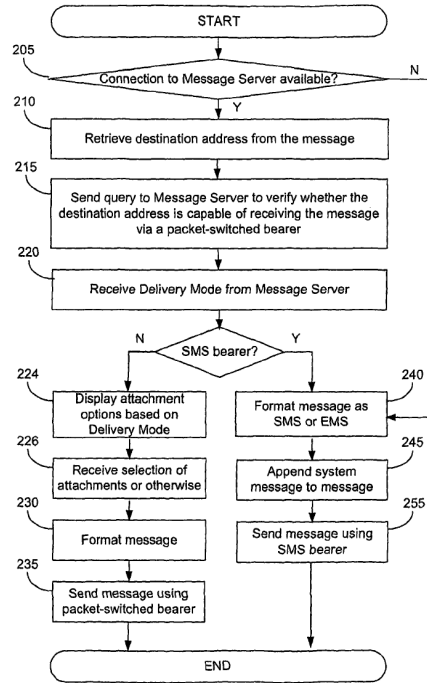 START
205
Connection to Message Server available?
N
Y
210
Retrieve destination address from the message
215
Send query to Message Server to verify whether the
destination address is capable of receiving the message
via a packet-switched bearer
220
Receive Delivery Mode from Message Server
N
SMS bearer?
Y
224
Display attachment
options based on
Delivery Mode
226
Receive selection of
attachments or otherwise
230
Format message
235
Send message using
packet-switched bearer
240
Format message as
SMS or EMS
245
Append system
message to message
255
Send message using
SMS bearer
END